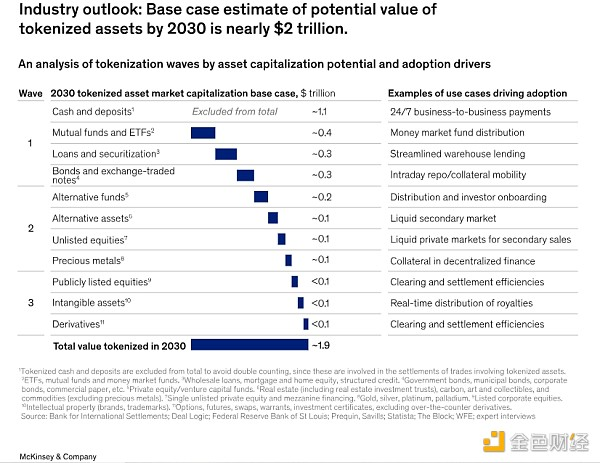 Industry outlook: Base case estimate of potential value of
tokenized assets by 2030 is nearly $2 trillion.
An analysis of tokenization waves by asset capitalization potential and adoption drivers
Wave 2030 tokenized asset market capitalization base case, $ trillion Examples of use cases driving adoption
1
Cash and deposits¹ Excluded from total ~1.1 24/7 business-to-business payments
Mutual funds and ETFs² ~0.4 Money market fund distribution
Loans and securitization³ ~0.3 Streamlined warehouse lending
Bonds and exchange-traded
notes⁴ ~0.3 Intraday repo/collateral mobility
2
Alternative funds⁵ ~0.2 Distribution and investor onboarding
Alternative assets⁶ ~0.1 Liquid secondary market
Unlisted equities⁷ ~0.1 Liquid private markets for secondary sales
Precious metals⁸ ~0.1 Collateral in decentralized finance
3
Publicly listed equities⁹ <0.1 Clearing and settlement efficiencies
Intangible assets¹⁰ <0.1 Real-time distribution of royalties
Derivatives¹¹ <0.1 Clearing and settlement efficiencies
Total value tokenized in 2030 ~1.9
¹Tokenized cash and deposits are excluded from total to avoid double counting, since these are involved in the settlements of trades involving tokenized assets.
²ETFs, mutual funds and money market funds. ³Wholesale loans, mortgage and home equity, structured credit. ⁴Government bonds, municipal bonds, corporate
bonds, commercial paper, etc. ⁵Private equity/venture capital funds. ⁶Real estate (including real estate investment trusts), carbon, art and collectibles, and
commodities (excluding precious metals). ⁷Single unlisted private equity and mezzanine financing. ⁸Gold, silver, platinum, palladium. ⁹Listed corporate equities.
¹⁰Intellectual property (brands, trademarks). ¹¹Options, futures, swaps, warrants, investment certificates, excluding over-the-counter derivatives.
Source: Bank for International Settlements; Deal Logic; Federal Reserve Bank of St Louis; Prequin, Savills; Statista; The Block; WFE; expert interviews
McKinsey & Company
金色财经